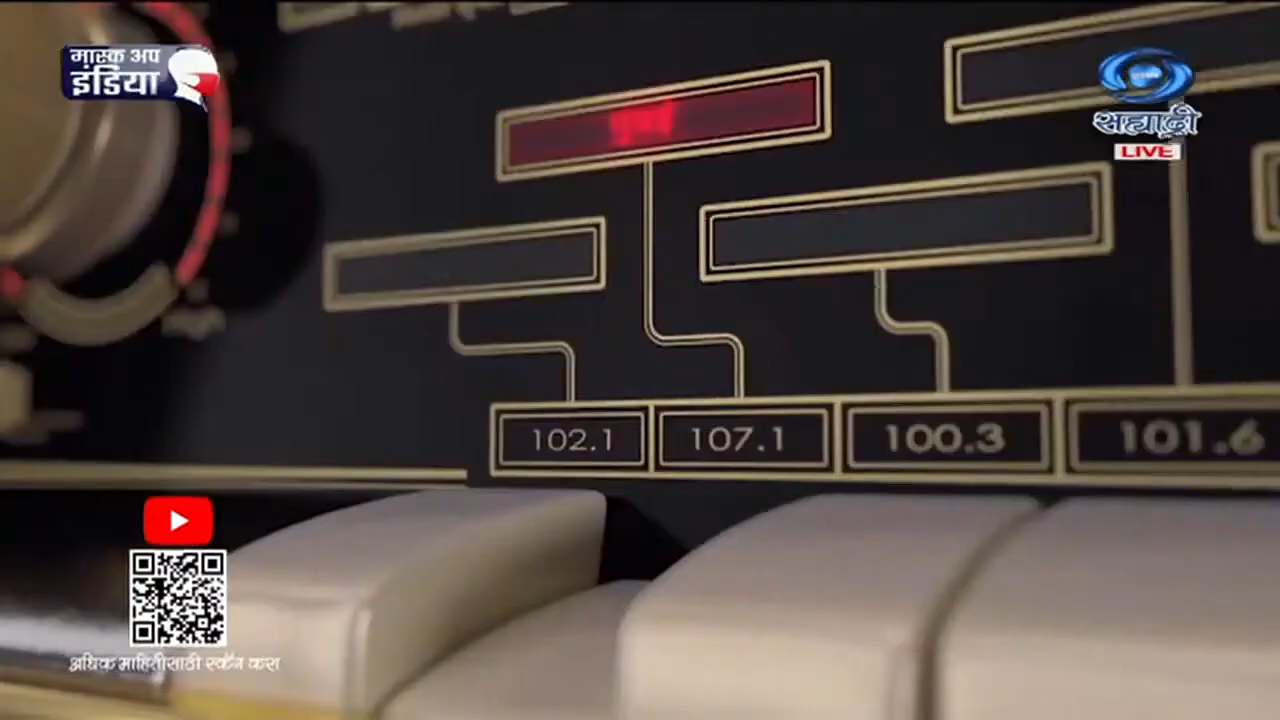 मास्क अप
इंडिया
सह्याद्री
LIVE
102.1
107.1
100.3
101.6
अधिक माहितीसाठी स्कॅन करा